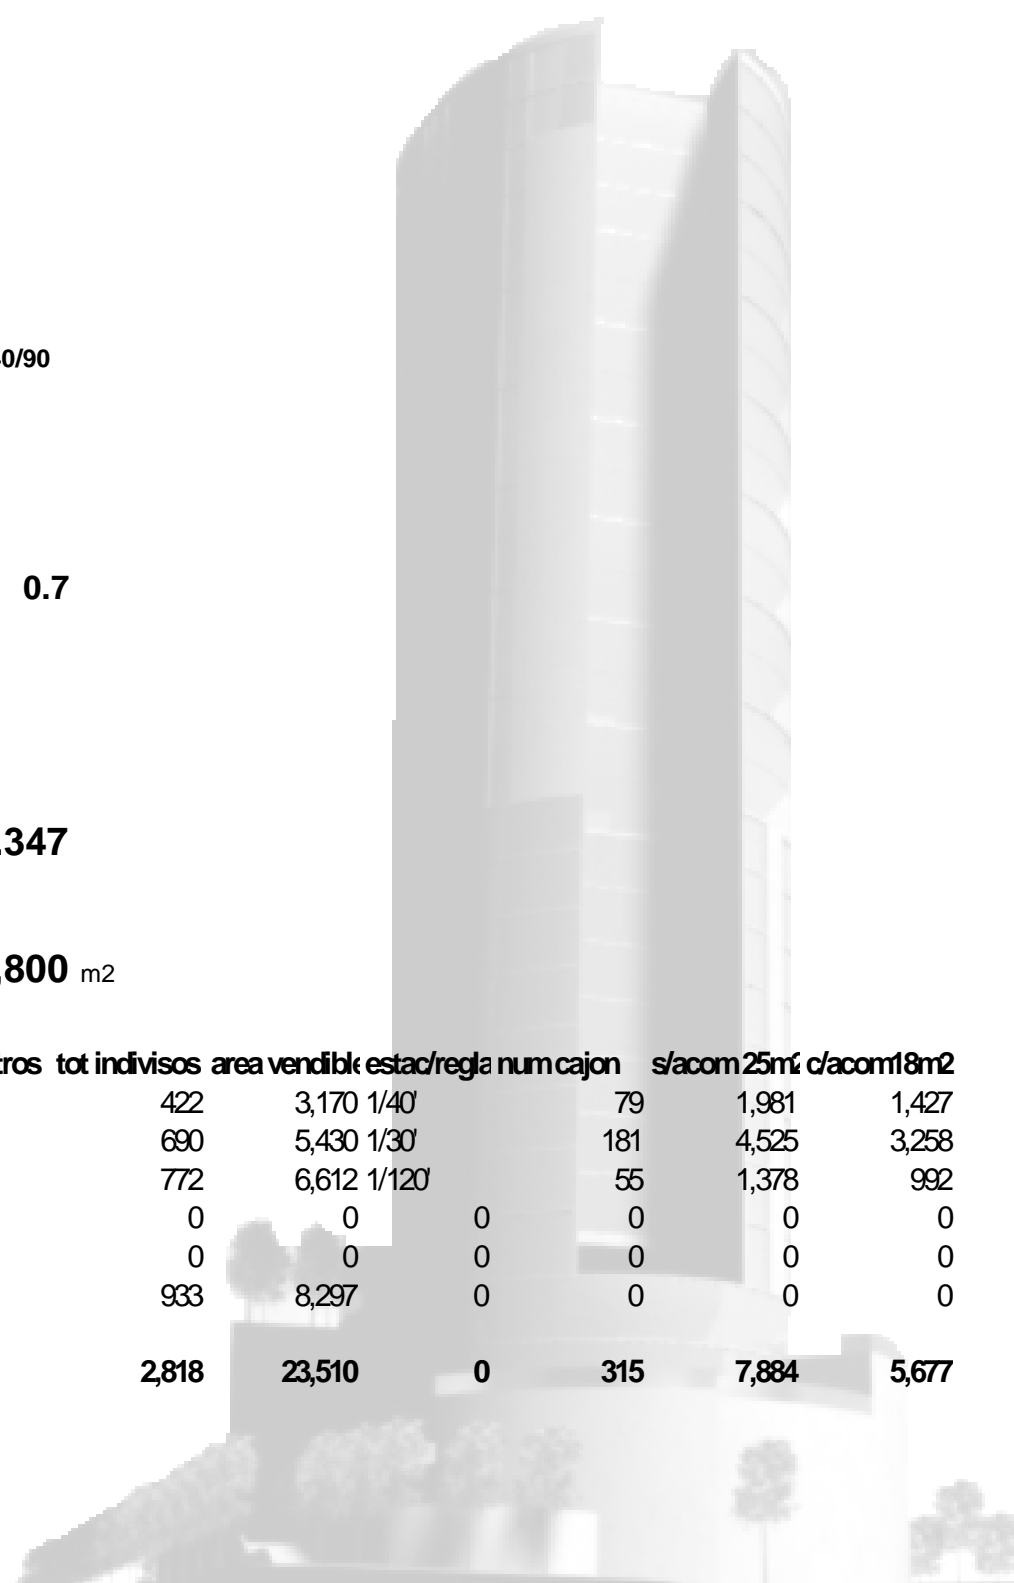 0/90
0.7
.347
,800 m2
tros tot indivisos area vendible estac/regla num cajon s/acom 25m2 c/acom18m2
422 3,170 1/40' 79 1,981 1,427
690 5,430 1/30' 181 4,525 3,258
772 6,612 1/120' 55 1,378 992
0 0 0 0 0 0
0 0 0 0 0 0
933 8,297 0 0 0 0
2,818 23,510 0 315 7,884 5,677